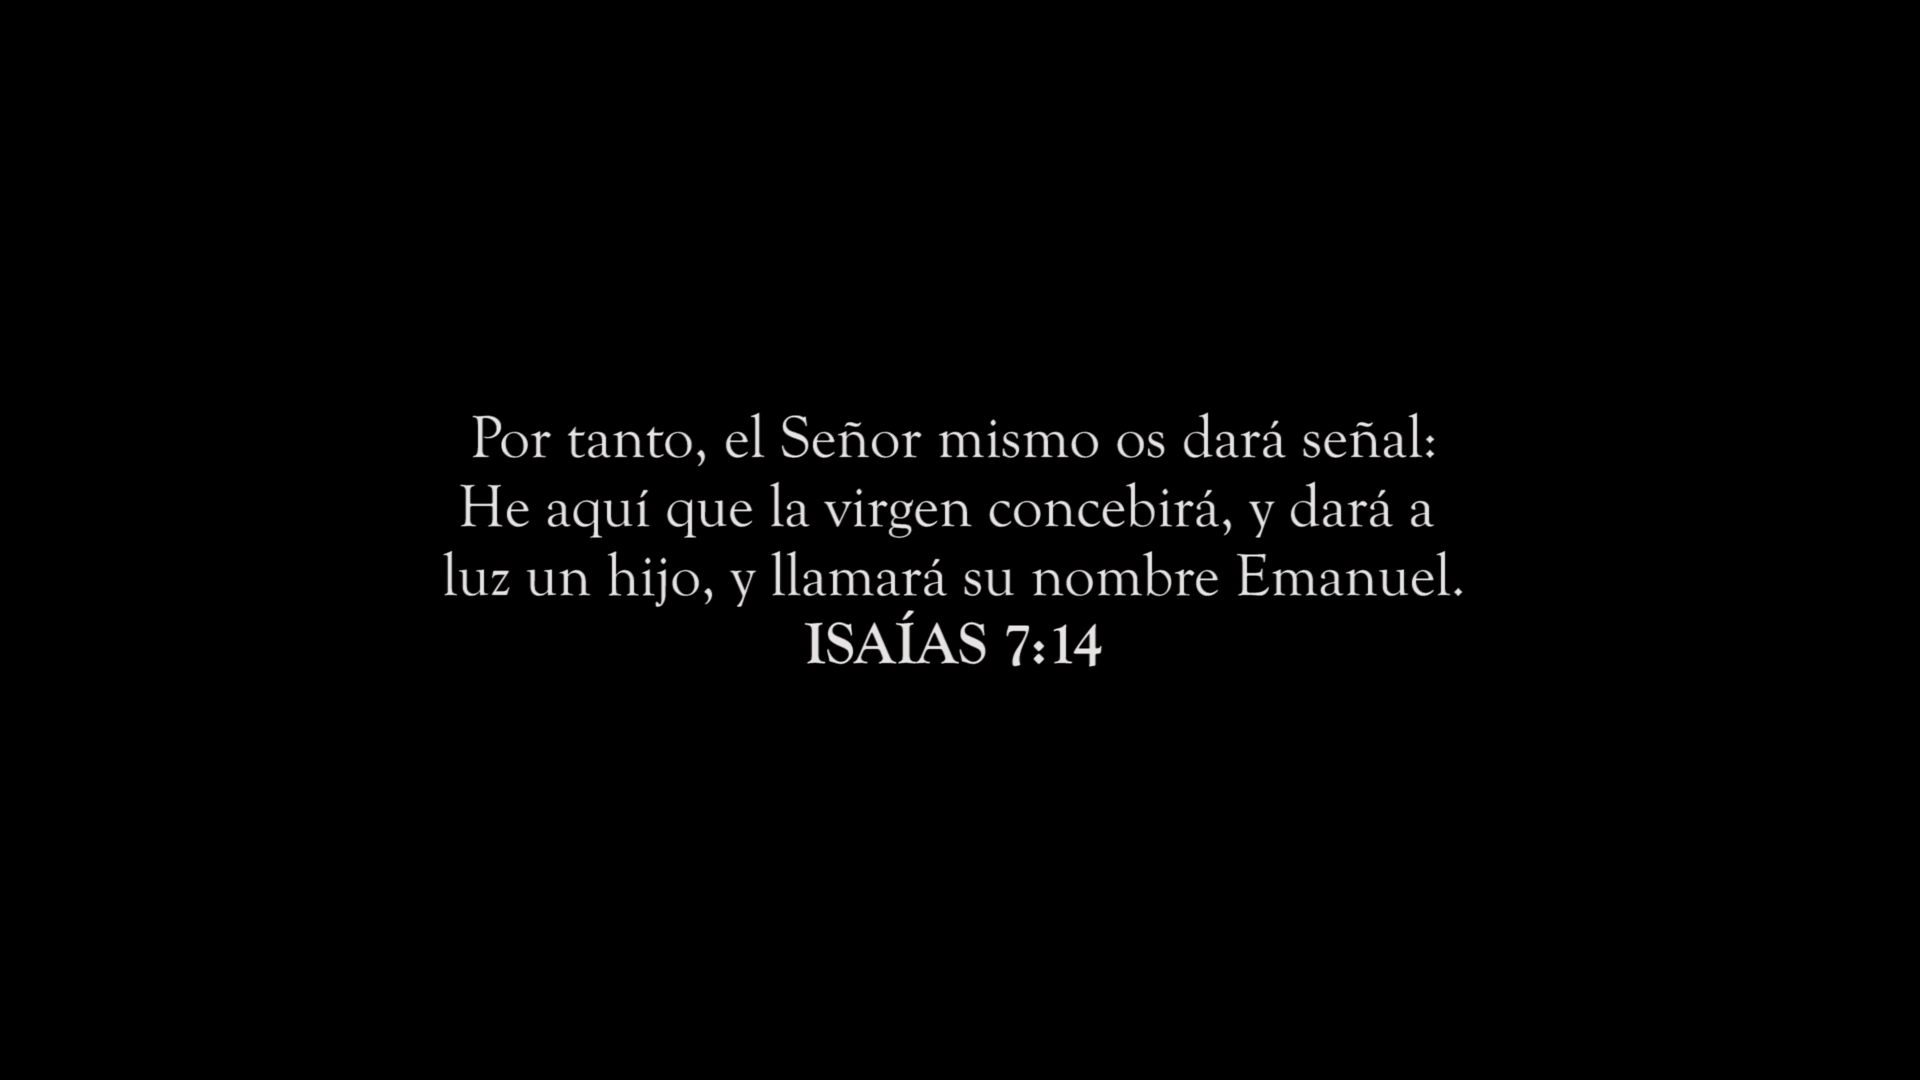 Por tanto, el Señor mismo os dará señal:
He aquí que la virgen concebirá, y dará a
luz un hijo, y llamará su nombre Emanuel.
ISAÍAS 7:14